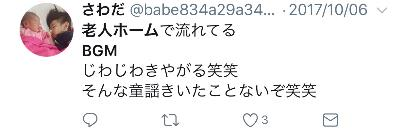 さわだ @babe834a29a34... ・2017/10/06
老人ホームで流れてる
BGM
じわじわきやがる笑笑
そんな童謡きいたことないぞ笑笑
3